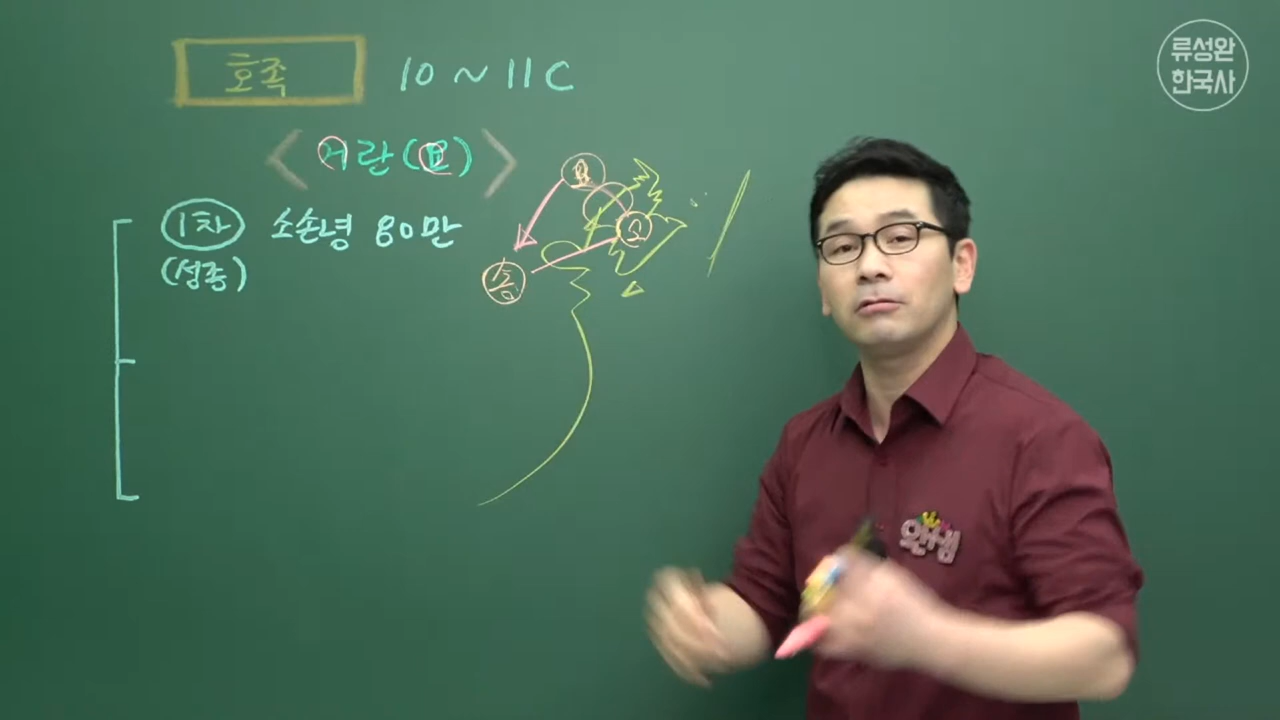 호족 10 ~ 11C
< 거란(요) >
1차 소손녕 80만
(성종)
요
고
송
류성완
한국사
완쌤